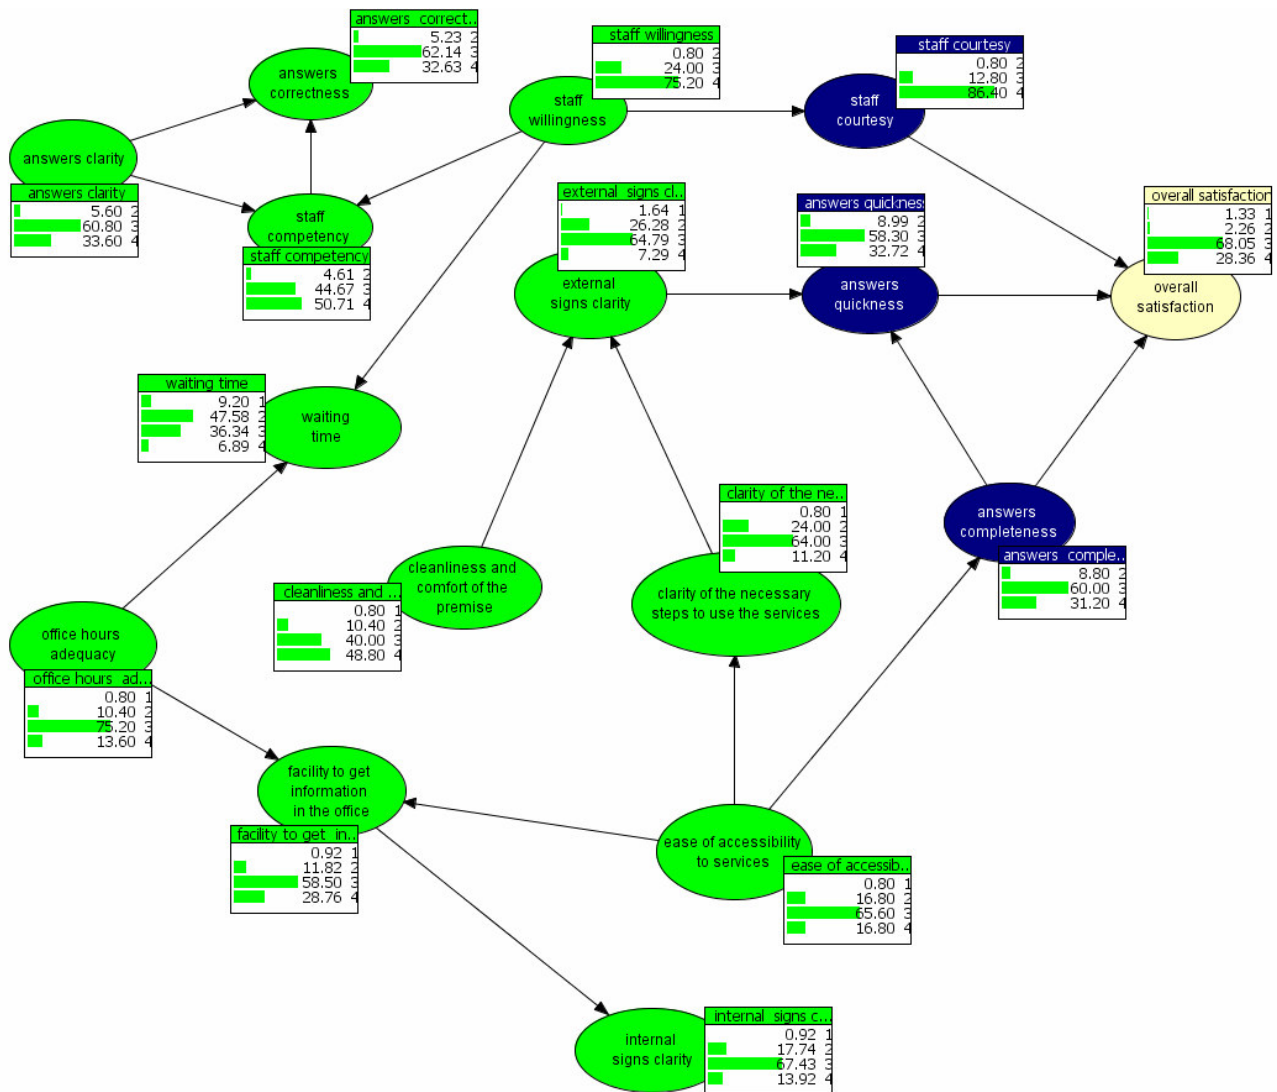 answers correct..
5.23 2
62.14 3
32.63 4
answers
correctness
staff willingness
0.80 2
24.00 3
75.20 4
staff
willingness
staff courtesy
0.80 2
12.80 3
86.40 4
staff
courtesy
answers clarity
answers clarity
5.60 2
60.80 3
33.60 4
staff
competency
staff competency
4.61 2
44.67 3
50.71 4
external signs cl..
1.64 1
26.28 2
64.79 3
7.29 4
external
signs clarity
answers quickness
8.99 2
58.30 3
32.72 4
answers
quickness
overall satisfaction
1.33 1
2.26 2
68.05 3
28.36 4
overall
satisfaction
waiting time
9.20 1
47.58 2
36.34 3
6.89 4
waiting
time
clarity of the ne..
0.80 1
24.00 2
64.00 3
11.20 4
clarity of the necessary
steps to use the services
answers
completeness
answers comple..
8.80 2
60.00 3
31.20 4
cleanliness and
comfort of the
premise
cleanliness and ...
0.80 1
10.40 2
40.00 3
48.80 4
office hours
adequacy
office hours ad...
0.80 1
10.40 2
75.20 3
13.60 4
facility to get
information
in the office
facility to get in..
0.92 1
11.82 2
58.50 3
28.76 4
ease of accessibility
to services
ease of accessib..
0.80 1
16.80 2
65.60 3
16.80 4
internal
signs clarity
internal signs c...
0.92 1
17.74 2
67.43 3
13.92 4